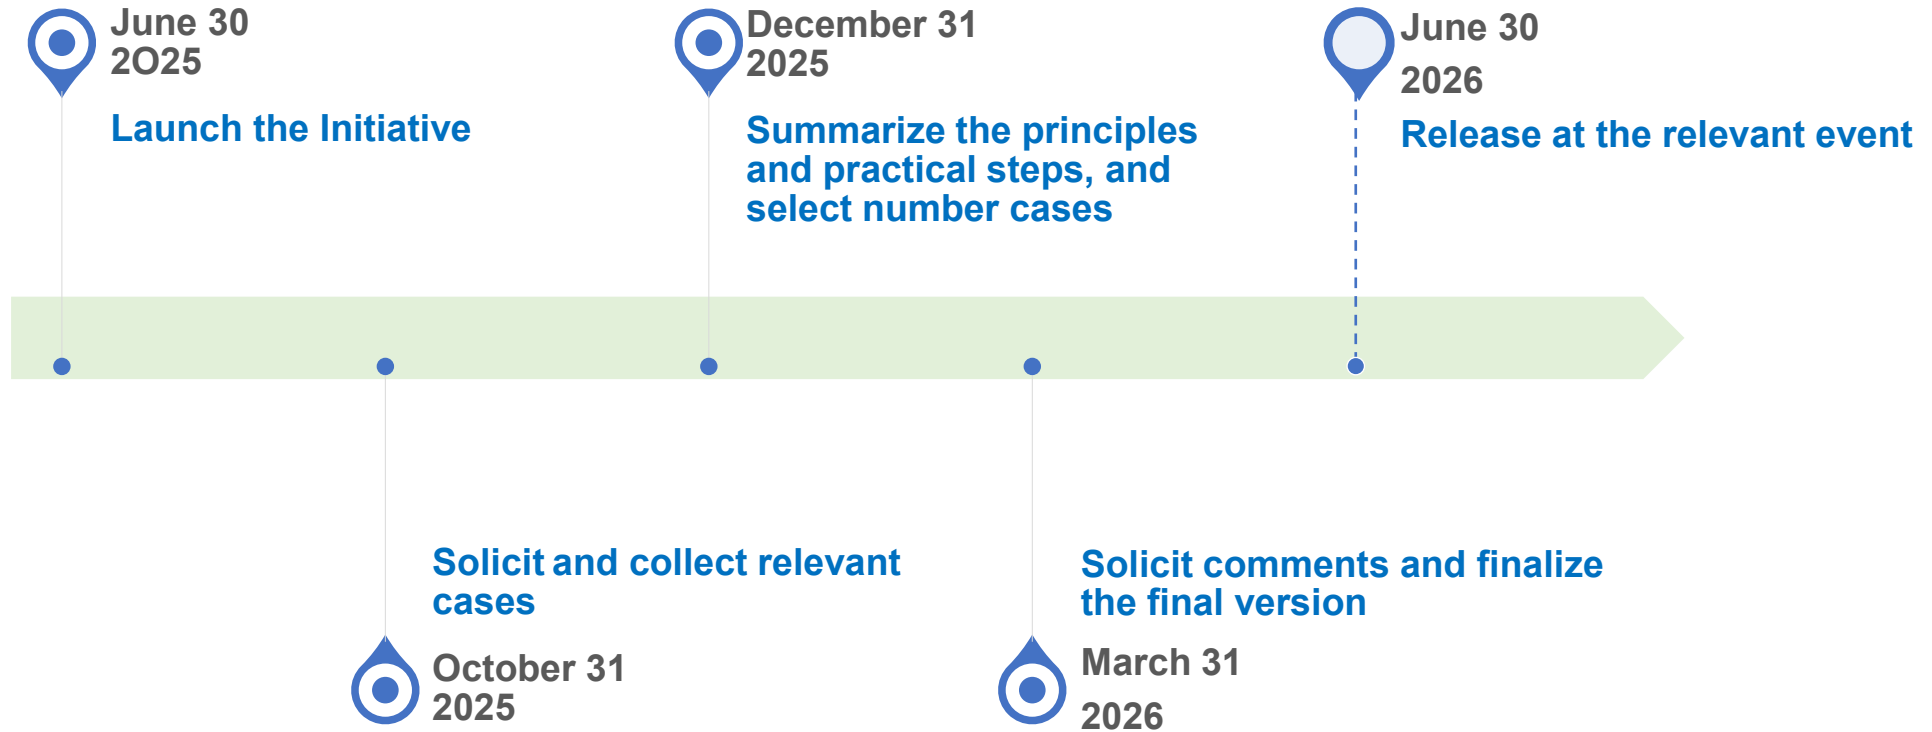 June 30
2O25
Launch the Initiative
December 31
2025
Summarize the principles
and practical steps, and
select number cases
June 30
2026
Release at the relevant event
Solicit and collect relevant
cases
October 31
2025
Solicit comments and finalize
the final version
March 31
2026